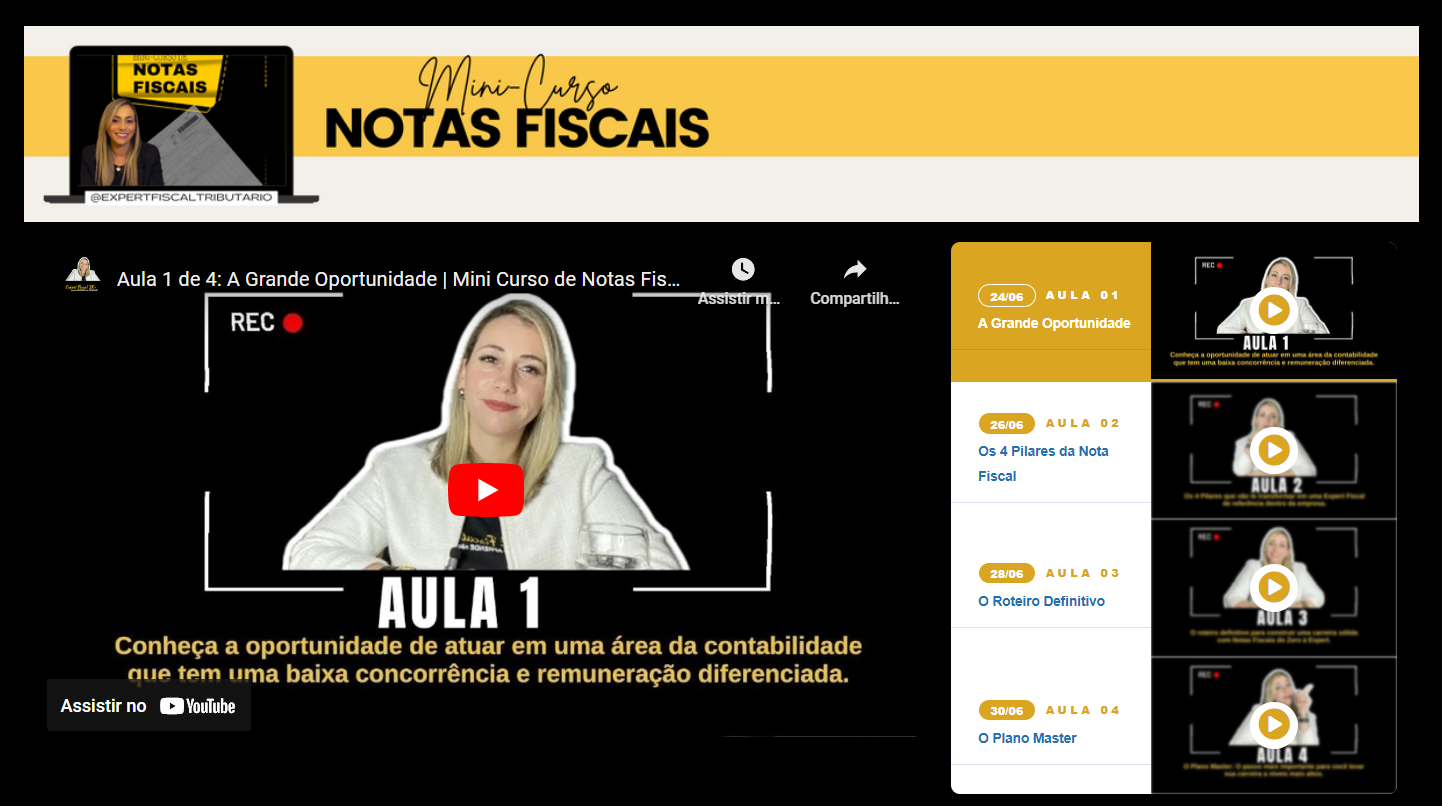 MINI-CURSO DE
NOTAS
FISCAIS
@EXPERTFISCALTRIBUTARIO
Mini-Curso
NOTAS FISCAIS
Aula 1 de 4: A Grande Oportunidade | Mini Curso de Notas Fis...
Assistir m...
Compartilh...
REC
Fiscal
AULA 1
Conheça a oportunidade de atuar em uma área da contabilidade
que tem uma baixa concorrência e remuneração diferenciada.
Assistir no YouTube
24/06 AULA 01
A Grande Oportunidade
REC
AULA 1
Conheça a oportunidade de atuar em uma área da contabilidade
que tem uma baixa concorrência e remuneração diferenciada.
26/06 AULA 02
Os 4 Pilares da Nota
Fiscal
REC
AULA 2
Os 4 Pilares que vão te transformar em uma Expert Fiscal
de referência dentro da empresa.
28/06 AULA 03
O Roteiro Definitivo
REC
AULA 3
O roteiro definitivo para construir uma carreira sólida
com Notas Fiscais do Zero à Expert.
30/06 AULA 04
O Plano Master
REC
AULA 4
O Plano Master: O passo mais importante para você levar
sua carreira a níveis mais altos.